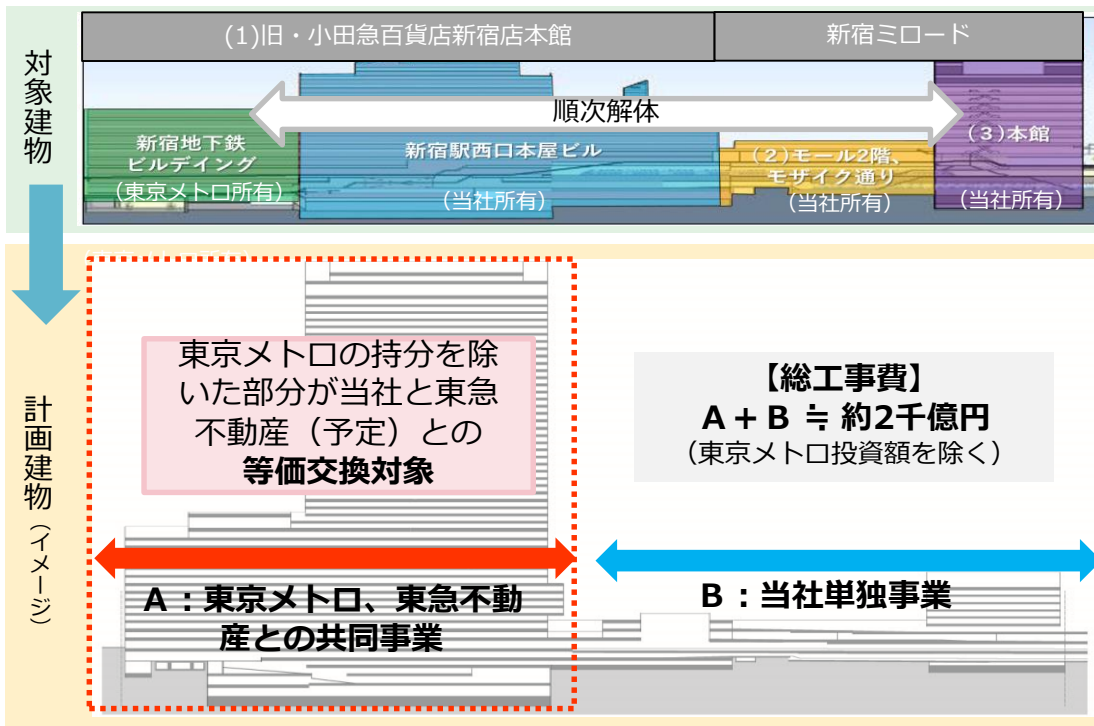 対象建物
(1)旧・小田急百貨店新宿店本館
新宿ミロード
順次解体
新宿地下鉄
ビルデイング
（東京メトロ所有）
新宿駅西口本屋ビル
（当社所有）
(2)モール2階、
モザイク通り
（当社所有）
(3)本館
（当社所有）
計画建物（イメージ）
東京メトロの持分を除
いた部分が当社と東急
不動産（予定）との
等価交換対象
【総工事費】
A + B ≒ 約2千億円
（東京メトロ投資額を除く）
A：東京メトロ、東急不動
産との共同事業
B：当社単独事業